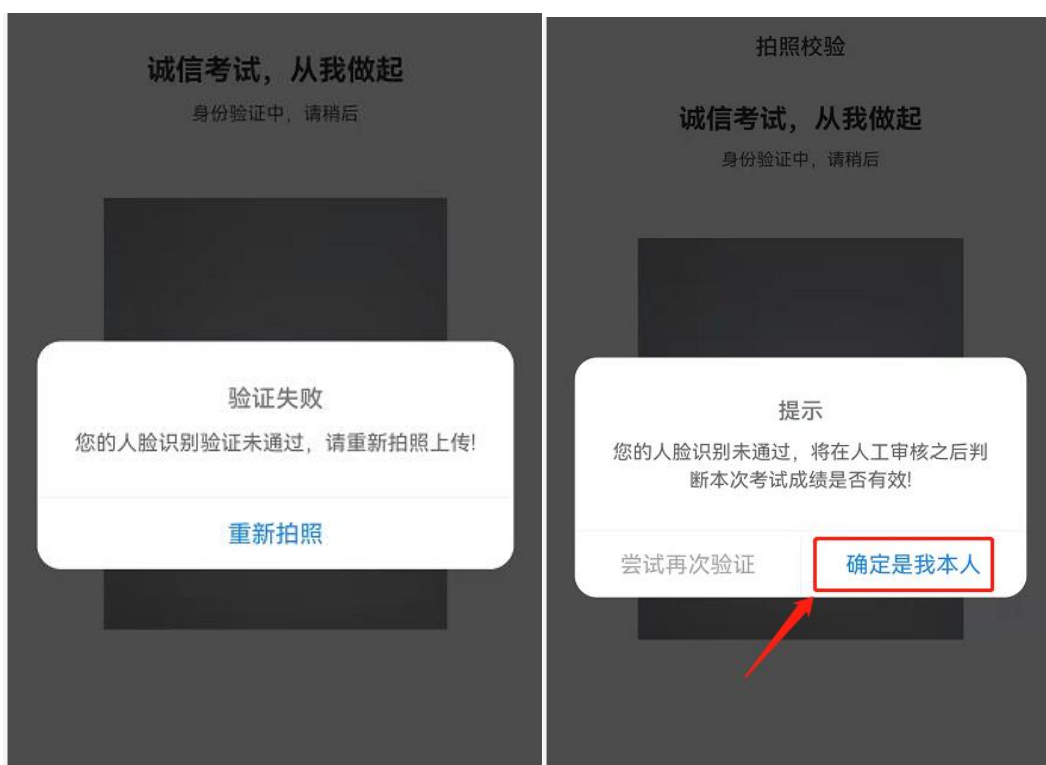 诚信考试，从我做起
身份验证中，请稍后
验证失败
您的人脸识别验证未通过，请重新拍照上传!
重新拍照
拍照校验
诚信考试，从我做起
身份验证中，请稍后
提示
您的人脸识别未通过，将在人工审核之后判
断本次考试成绩是否有效!
尝试再次验证
确定是我本人